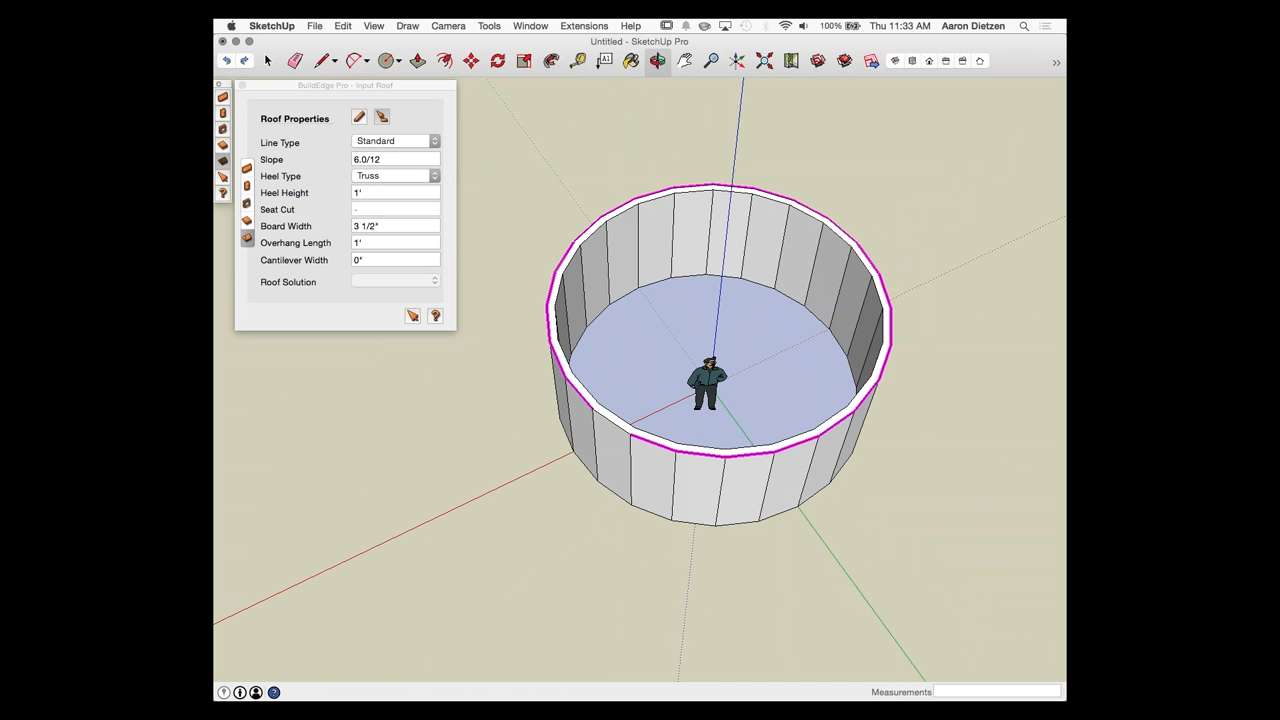 SketchUp File Edit View Draw Camera Tools Window Extensions Help 100% Thu 11:33 AM Aaron Dietzen
Untitled - SketchUp Pro
A1
»
BuildEdge Pro - Input Roof
Roof Properties
Line Type Standard
Slope 6.0/12
Heel Type Truss
Heel Height 1'
Seat Cut -
Board Width 3 1/2"
Overhang Length 1'
Cantilever Width 0"
Roof Solution
Measurements